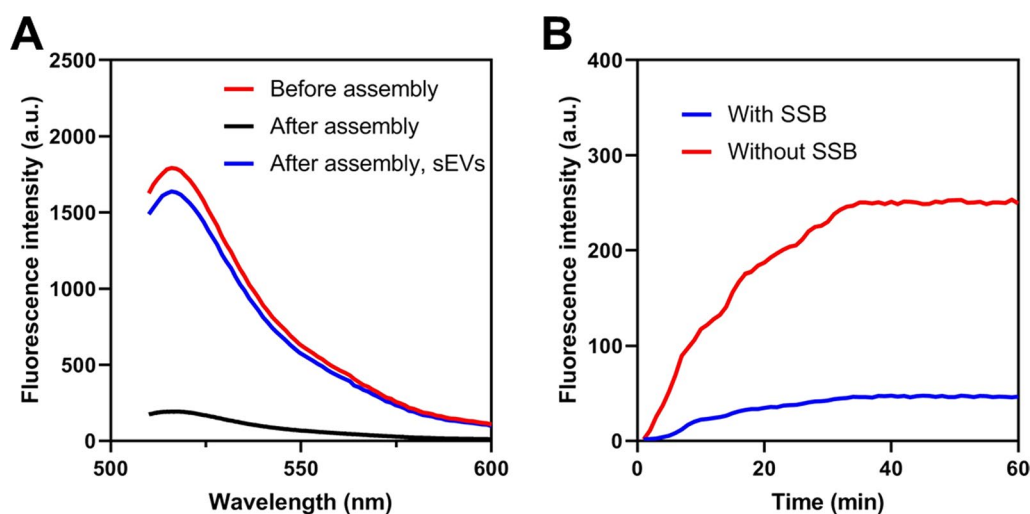 A
Fluorescence intensity (a.u.)
2500
2000
1500
1000
500
0
Before assembly
After assembly
After assembly, sEVs
500
550
600
Wavelength (nm)
B
Fluorescence intensity (a.u.)
400
300
200
100
0
With SSB
Without SSB
0
20
40
60
Time (min)